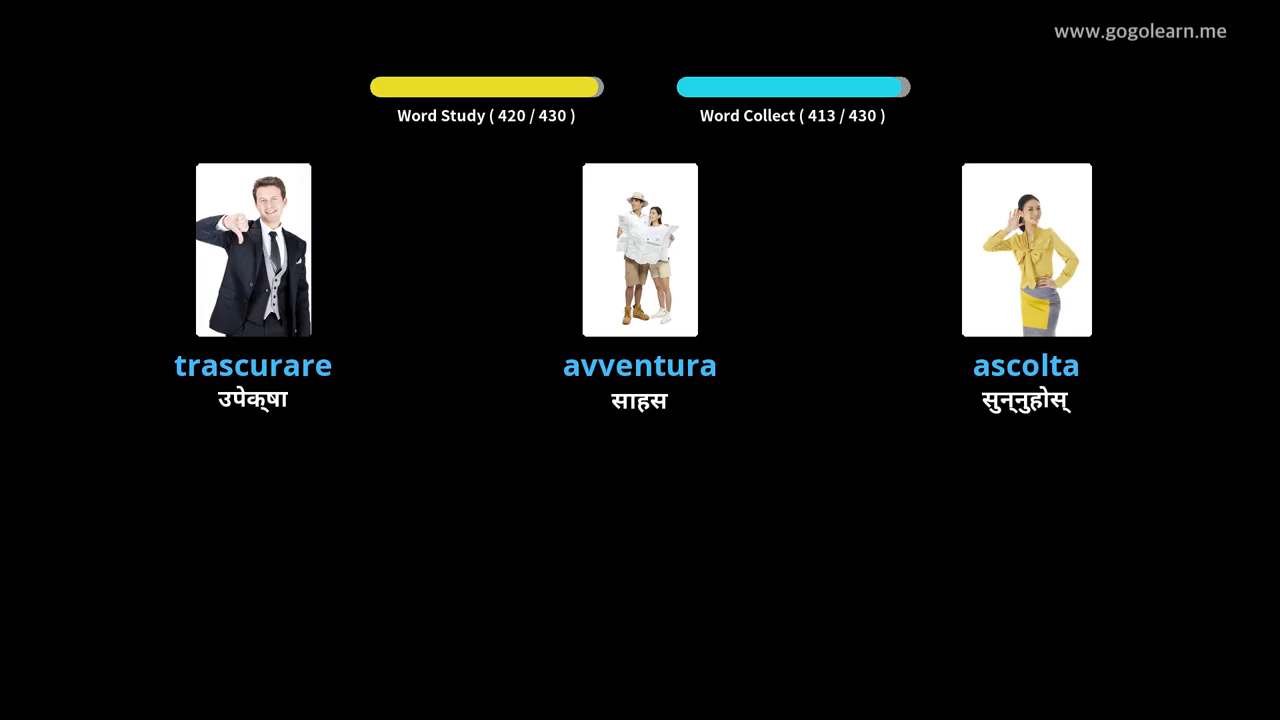 www.gogolearn.me
Word Study ( 420 / 430 )
Word Collect ( 413 / 430 )
trascurare
उपेक्षा
avventura
साहस
ascolta
सुन्नुहोस्